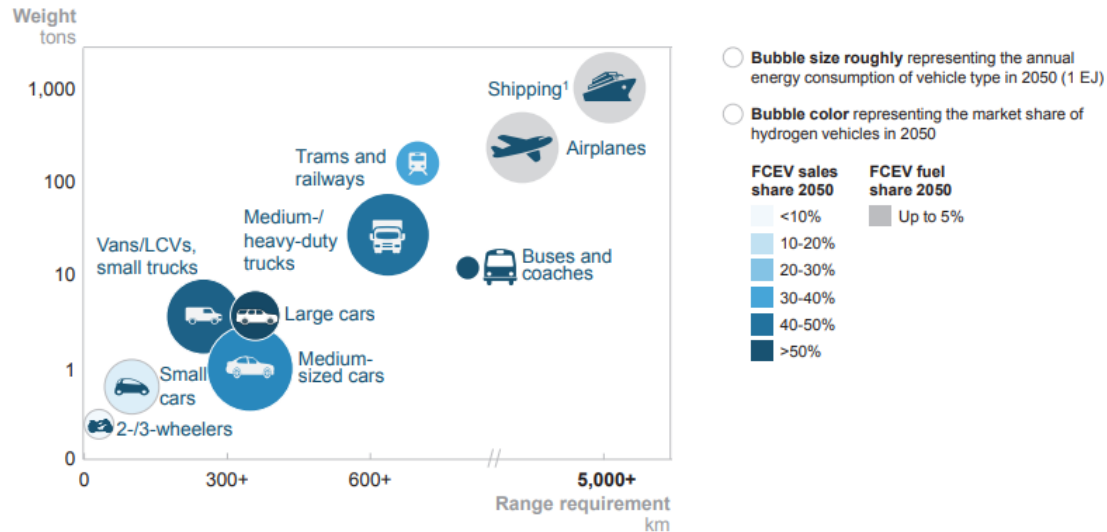 Weight
tons
1,000
100
10
1
0
0
300+
600+
5,000+
Range requirement
km
Shipping1
Airplanes
Trams and
railways
Medium-/
heavy-duty
trucks
Buses and
coaches
Vans/LCVs,
small trucks
Large cars
Medium-
sized cars
Small
cars
2-/3-wheelers
Bubble size roughly representing the annual
energy consumption of vehicle type in 2050 (1 EJ)
Bubble color representing the market share of
hydrogen vehicles in 2050
FCEV sales
share 2050
<10%
10-20%
20-30%
30-40%
40-50%
>50%
FCEV fuel
share 2050
Up to 5%